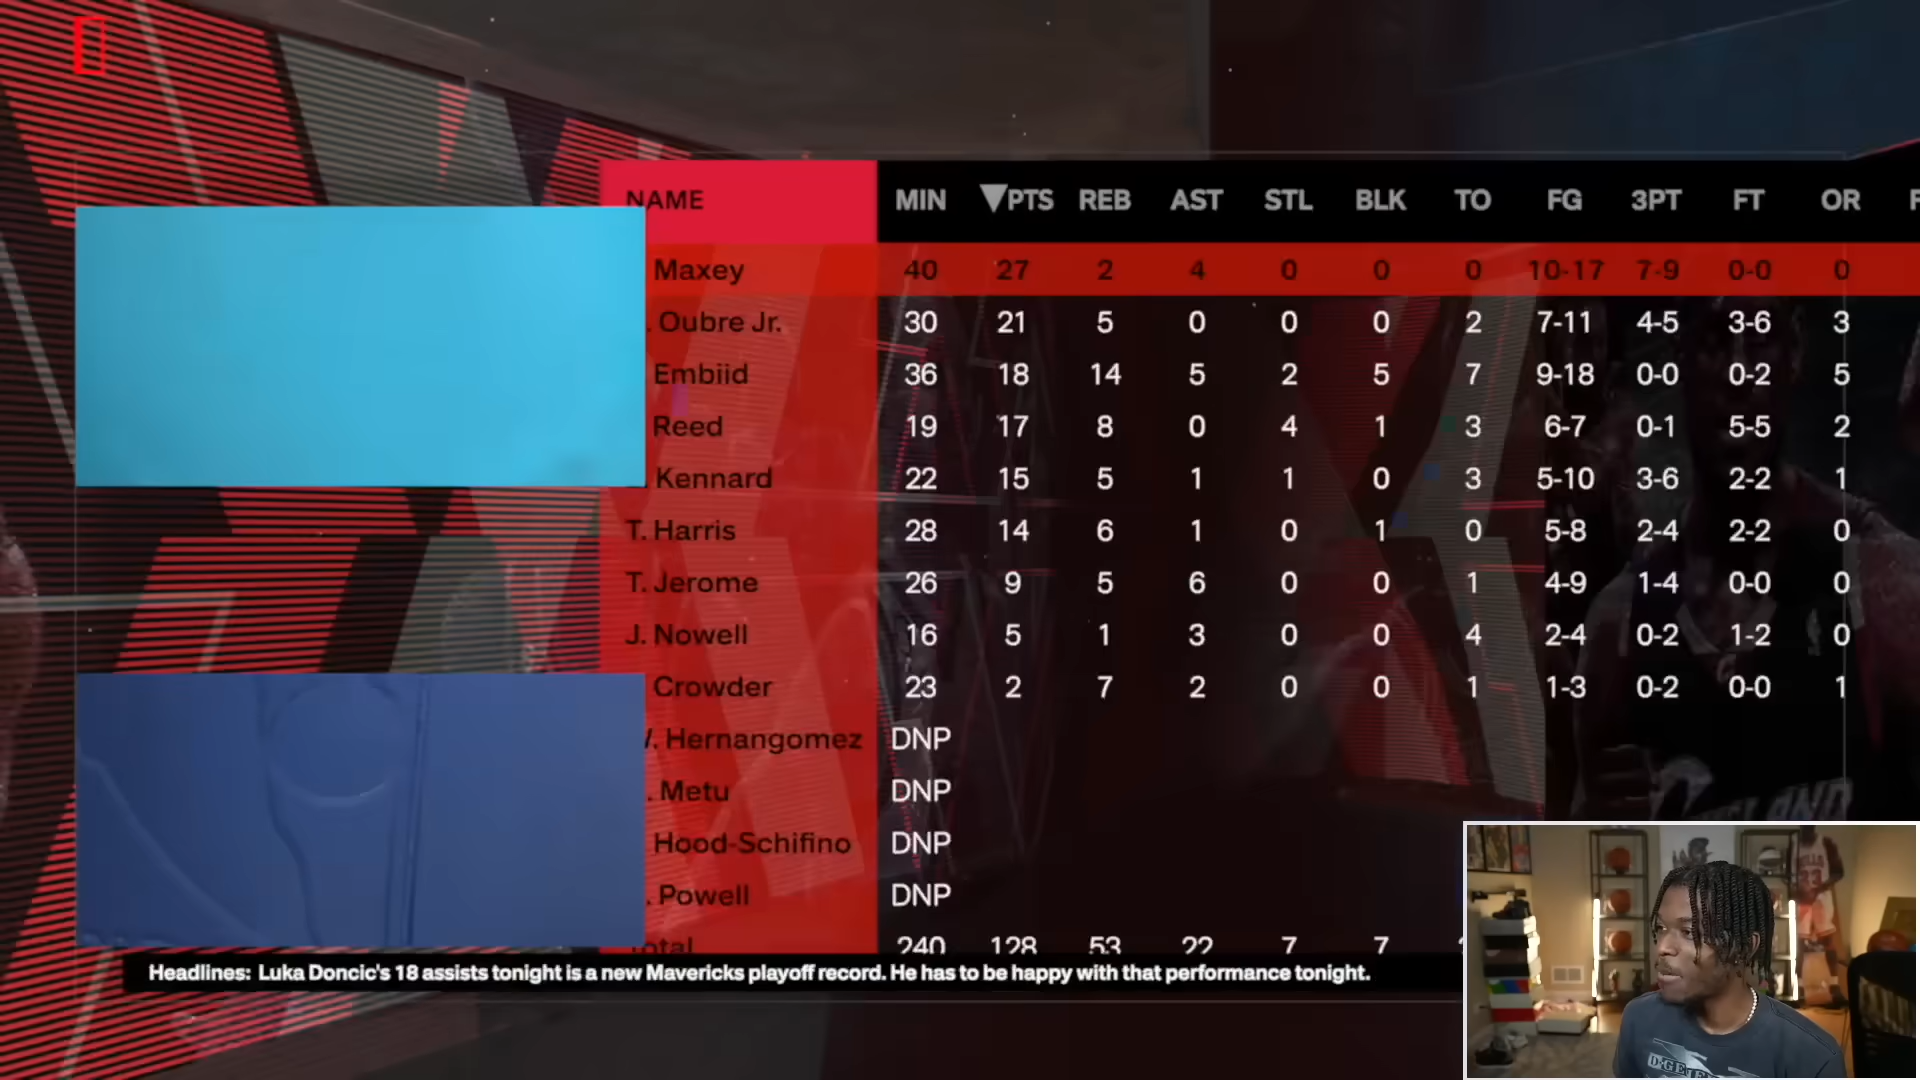 NAME MIN ▼PTS REB AST STL BLK TO FG 3PT FT OR
Maxey 40 27 2 4 0 0 0 10-17 7-9 0-0 0
. Oubre Jr. 30 21 5 0 0 0 2 7-11 4-5 3-6 3
Embiid 36 18 14 5 2 5 7 9-18 0-0 0-2 5
Reed 19 17 8 0 4 1 3 6-7 0-1 5-5 2
. Kennard 22 15 5 1 1 0 3 5-10 3-6 2-2 1
T. Harris 28 14 6 1 0 1 0 5-8 2-4 2-2 0
T. Jerome 26 9 5 6 0 0 1 4-9 1-4 0-0 0
J. Nowell 16 5 1 3 0 0 4 2-4 0-2 1-2 0
Crowder 23 2 7 2 0 0 1 1-3 0-2 0-0 1
. Hernangomez DNP
. Metu DNP
Hood-Schifino DNP
. Powell DNP
Total 240 128 53 22 7 7
Headlines: Luka Doncic's 18 assists tonight is a new Mavericks playoff record. He has to be happy with that performance tonight.